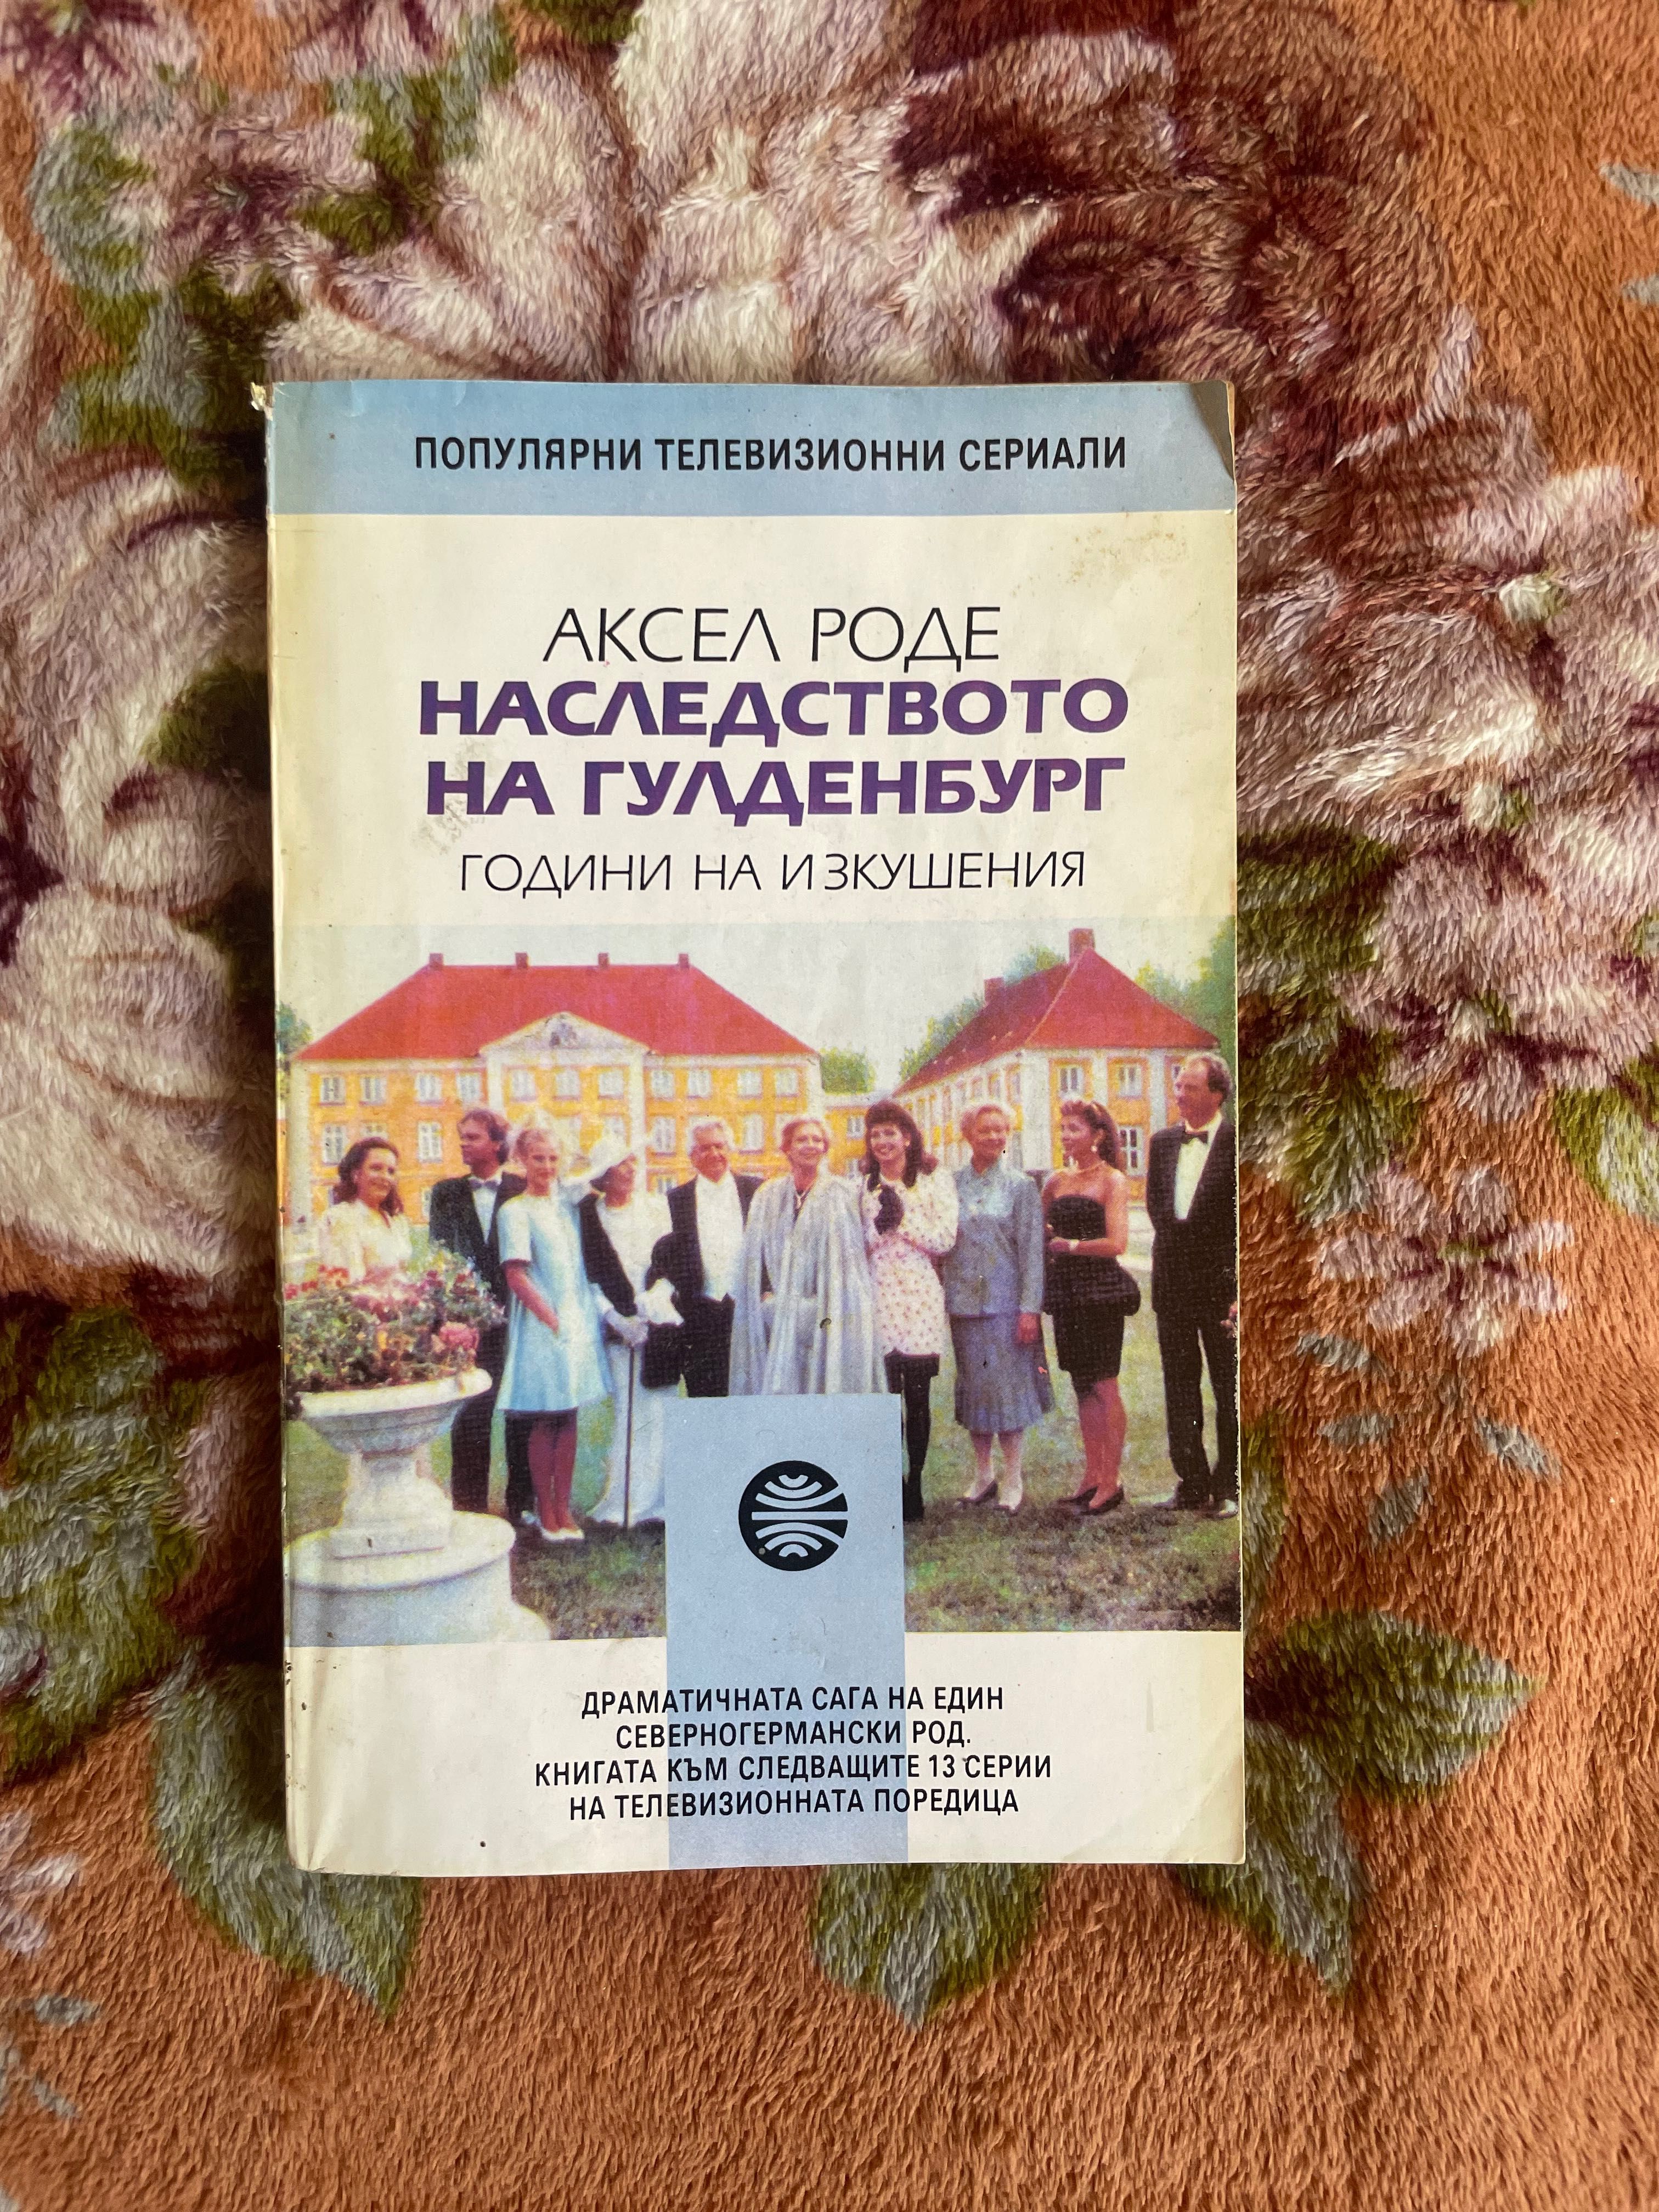 ПОПУЛЯРНИ ТЕЛЕВИЗИОННИ СЕРИАЛИ
АКСЕЛ РОДЕ
НАСЛЕДСТВОТО
НА ГУЛДЕНБУРГ
ГОДИНИ НА ИЗКУШЕНИЯ
ДРАМАТИЧНАТА САГА НА ЕДИН
СЕВЕРНОГЕРМАНСКИ РОД.
КНИГАТА КЪМ СЛЕДВАЩИТЕ 13 СЕРИИ
НА ТЕЛЕВИЗИОННАТА ПОРЕДИЦА